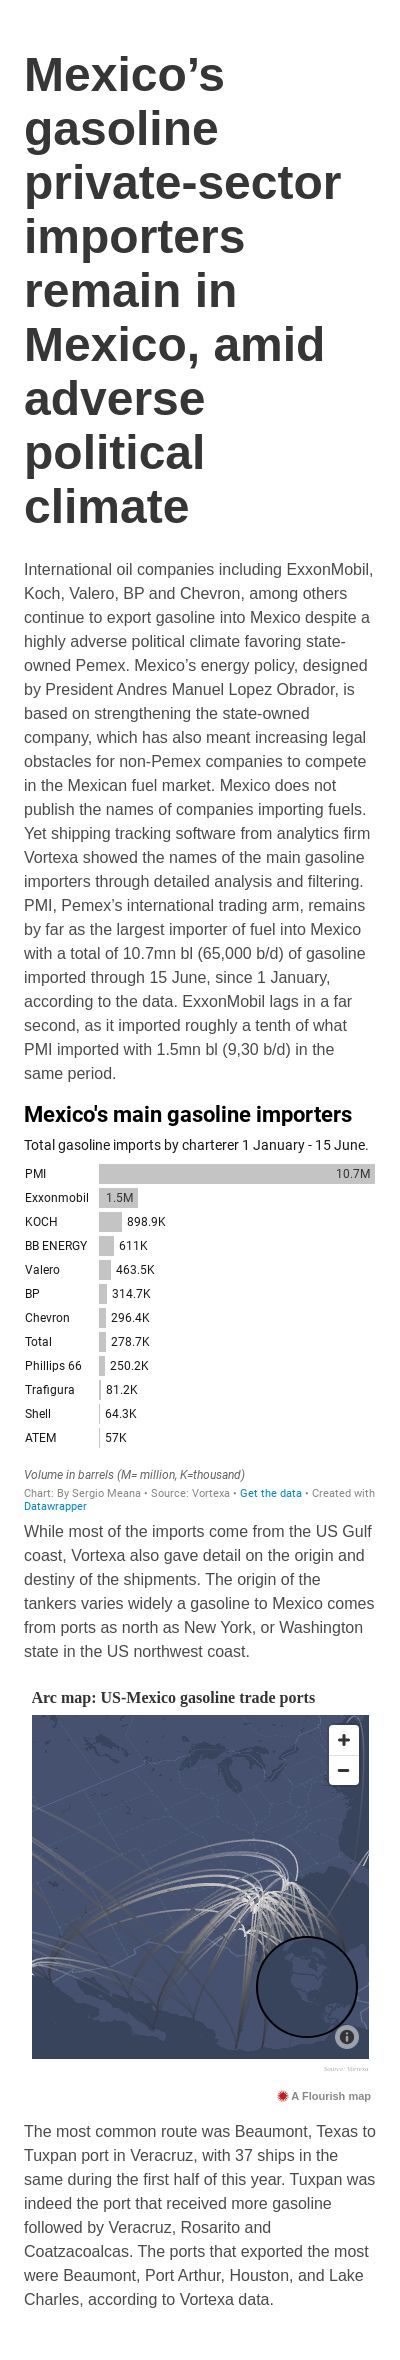 Mexico’s
gasoline
private-sector
importers
remain in
Mexico, amid
adverse
political
climate
International oil companies including ExxonMobil,
Koch, Valero, BP and Chevron, among others
continue to export gasoline into Mexico despite a
highly adverse political climate favoring state-
owned Pemex. Mexico’s energy policy, designed
by President Andres Manuel Lopez Obrador, is
based on strengthening the state-owned
company, which has also meant increasing legal
obstacles for non-Pemex companies to compete
in the Mexican fuel market. Mexico does not
publish the names of companies importing fuels.
Yet shipping tracking software from analytics firm
Vortexa showed the names of the main gasoline
importers through detailed analysis and filtering.
PMI, Pemex’s international trading arm, remains
by far as the largest importer of fuel into Mexico
with a total of 10.7mn bl (65,000 b/d) of gasoline
imported through 15 June, since 1 January,
according to the data. ExxonMobil lags in a far
second, as it imported roughly a tenth of what
PMI imported with 1.5mn bl (9,30 b/d) in the
same period.
Mexico's main gasoline importers
Total gasoline imports by charterer 1 January - 15 June.
PMI 10.7M
Exxonmobil 1.5M
KOCH 898.9K
BB ENERGY 611K
Valero 463.5K
BP 314.7K
Chevron 296.4K
Total 278.7K
Phillips 66 250.2K
Trafigura 81.2K
Shell 64.3K
ATEM 57K
Volume in barrels (M= million, K=thousand)
Chart: By Sergio Meana • Source: Vortexa • Get the data • Created with
Datawrapper
While most of the imports come from the US Gulf
coast, Vortexa also gave detail on the origin and
destiny of the shipments. The origin of the
tankers varies widely a gasoline to Mexico comes
from ports as north as New York, or Washington
state in the US northwest coast.
Arc map: US-Mexico gasoline trade ports
Source: Vortexa
A Flourish map
The most common route was Beaumont, Texas to
Tuxpan port in Veracruz, with 37 ships in the
same during the first half of this year. Tuxpan was
indeed the port that received more gasoline
followed by Veracruz, Rosarito and
Coatzacoalcas. The ports that exported the most
were Beaumont, Port Arthur, Houston, and Lake
Charles, according to Vortexa data.